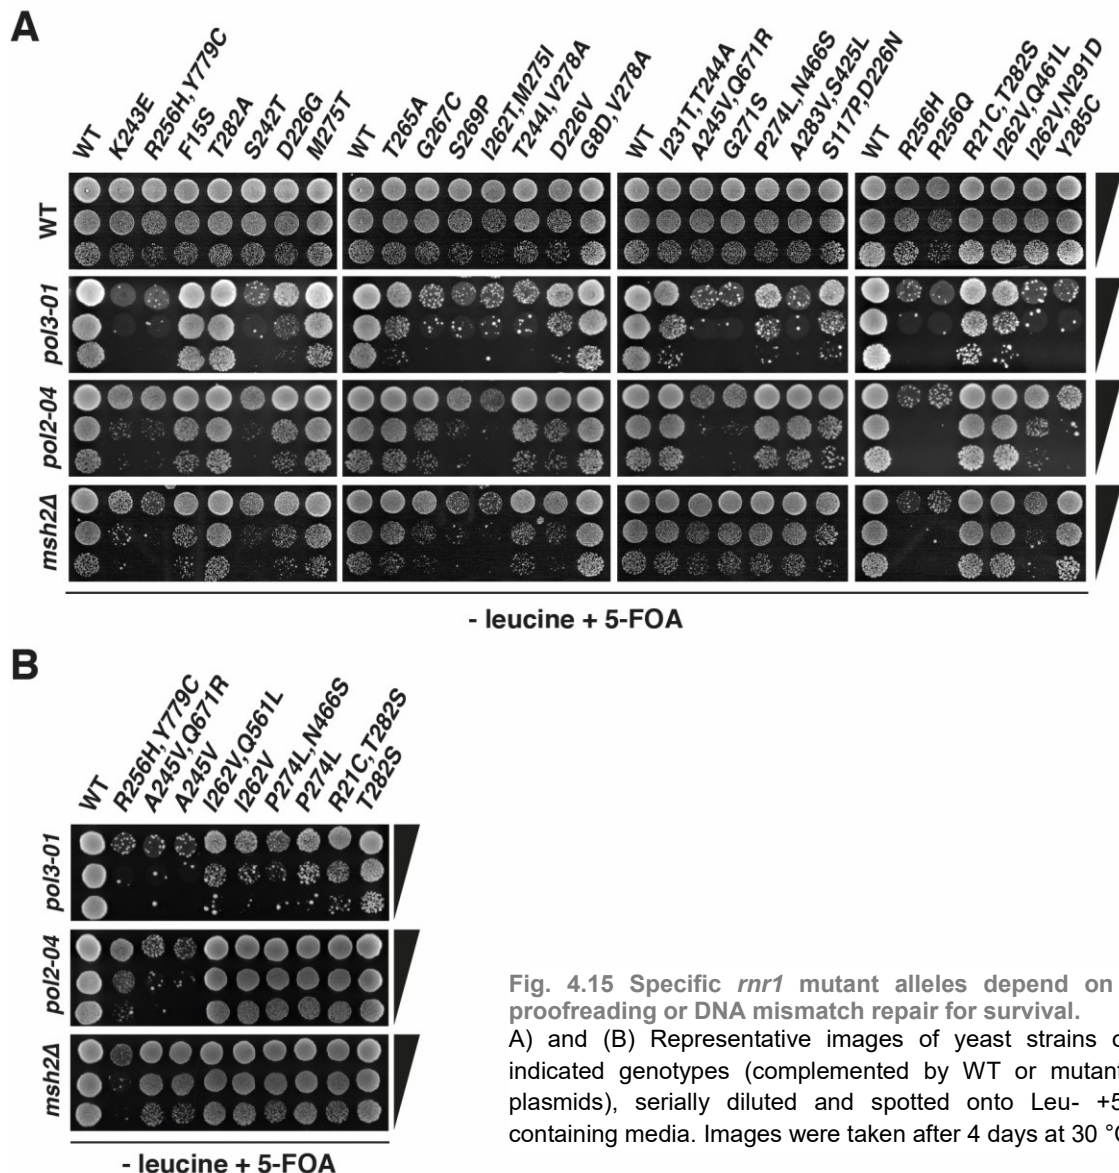 A
WT K243E R256H, Y779C F15S T282A S242T D226G M275T
WT T265A G267C S269P I262T, M275I T244I, V278A D226V G8D, V278A
WT I231T, T244A A245V, Q671R G271S P274L, N466S A283V, S425L S117P, D226N
WT R256H R256Q R21C, T282S I262V, Q461L I262V, N291D Y285C
WT
pol3-01
pol2-04
msh2Δ
- leucine + 5-FOA
B
WT R256H, Y779C A245V, Q671R A245V I262V, Q561L I262V P274L, N466S P274L R21C, T282S T282S
pol3-01
pol2-04
msh2Δ
- leucine + 5-FOA
Fig. 4.15 Specific rnr1 mutant alleles depend on
proofreading or DNA mismatch repair for survival.
A) and (B) Representative images of yeast strains
indicated genotypes (complemented by WT or mutant
plasmids), serially diluted and spotted onto Leu- +5
containing media. Images were taken after 4 days at 30 °